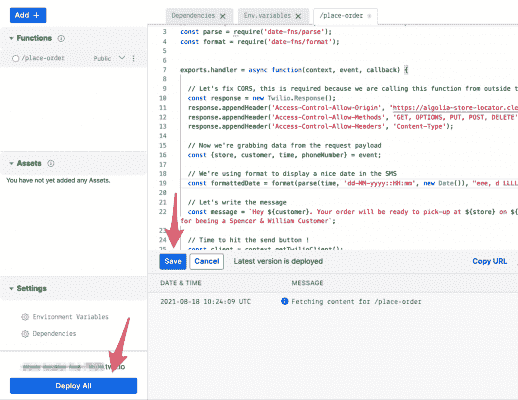 Add +
Dependencies ×
Env.variables ×
/place-order
Functions
/place-order
Public
3 const parse = require('date-fns/parse');
4 const format = require('date-fns/format');
5
6
7 exports.handler = async function(context, event, callback) {
8
9 // Let's fix CORS, this is required because we are calling this function from outside t
10 const response = new Twilio.Response();
11 response.appendHeader('Access-Control-Allow-Origin', "https://algolia-store-locator.cle
12 response.appendHeader('Access-Control-Allow-Methods', 'GET, OPTIONS, PUT, POST, DELETE'
13 response.appendHeader('Access-Control-Allow-Headers', 'Content-Type');
14
15 // Now we're grabbing data from the request payload
16 const {store, customer, time, phoneNumber} = event;
17
18 // We're using format to display a nice date in the SMS
19 const formattedDate = format(parse(time, 'dd-MM-yyyy::HH:mm', new Date()), "eee, d LLLL
20
21 // Let's write the message
22 const message = `Hey ${customer}. Your order will be ready to pick-up at ${store} on ${
for beeing a Spencer & William Customer`;
23
24 // Time to hit the send button !
25 const client = context.getTwilioClient();
Assets
You have not yet added any Assets.
Save
Cancel
Latest version is deployed
Copy URL
Settings
Environment Variables
Dependencies
DATE & TIME
MESSAGE
2021-08-18 10:24:09 UTC
Fetching content for /place-order
Deploy All